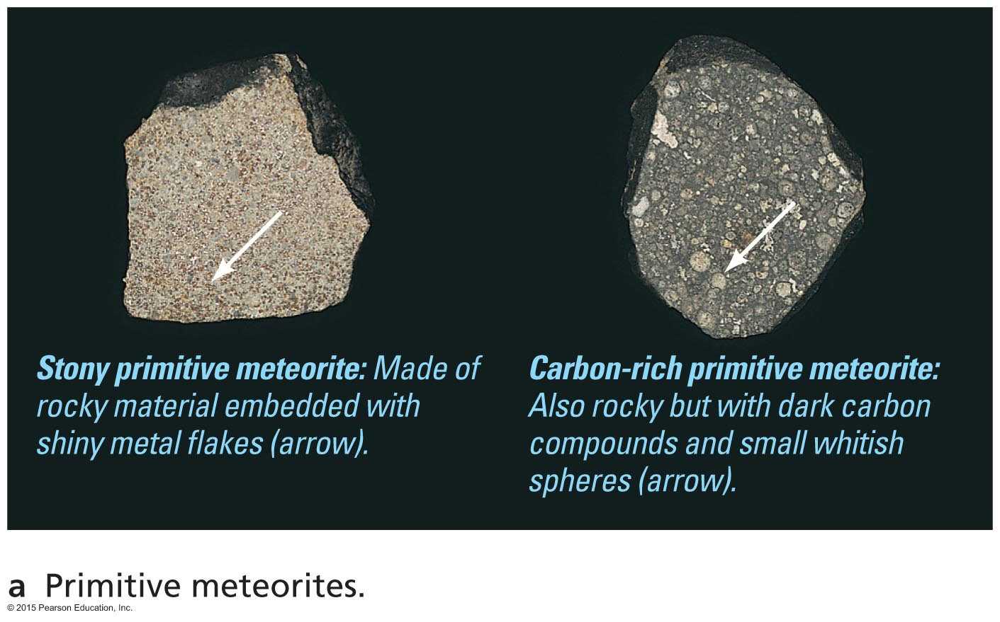 Stony primitive meteorite: Made of
rocky material embedded with
shiny metal flakes (arrow).
Carbon-rich primitive meteorite:
Also rocky but with dark carbon
compounds and small whitish
spheres (arrow).
a Primitive meteorites.
© 2015 Pearson Education, Inc.